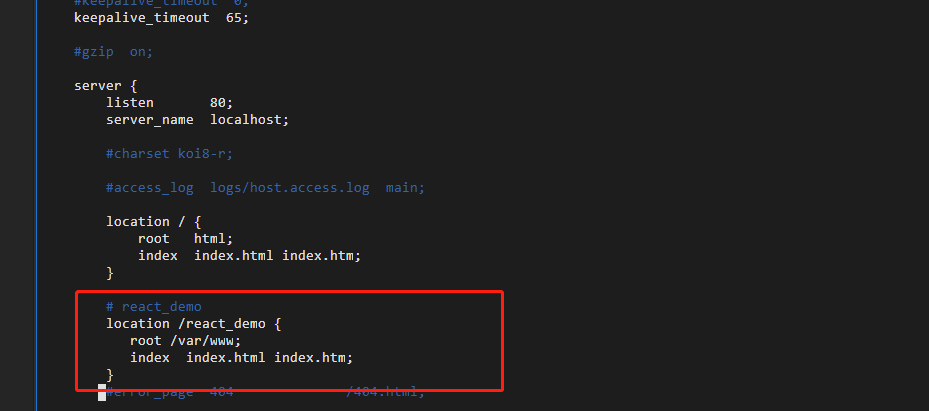 #keepalive_timeout  0;
keepalive_timeout  65;
#gzip  on;
server {
listen       80;
server_name  localhost;
#charset koi8-r;
#access_log  logs/host.access.log  main;
location / {
root   html;
index  index.html index.htm;
}
# react_demo
location /react_demo {
root /var/www;
index  index.html index.htm;
}
#error_page  404              /404.html;